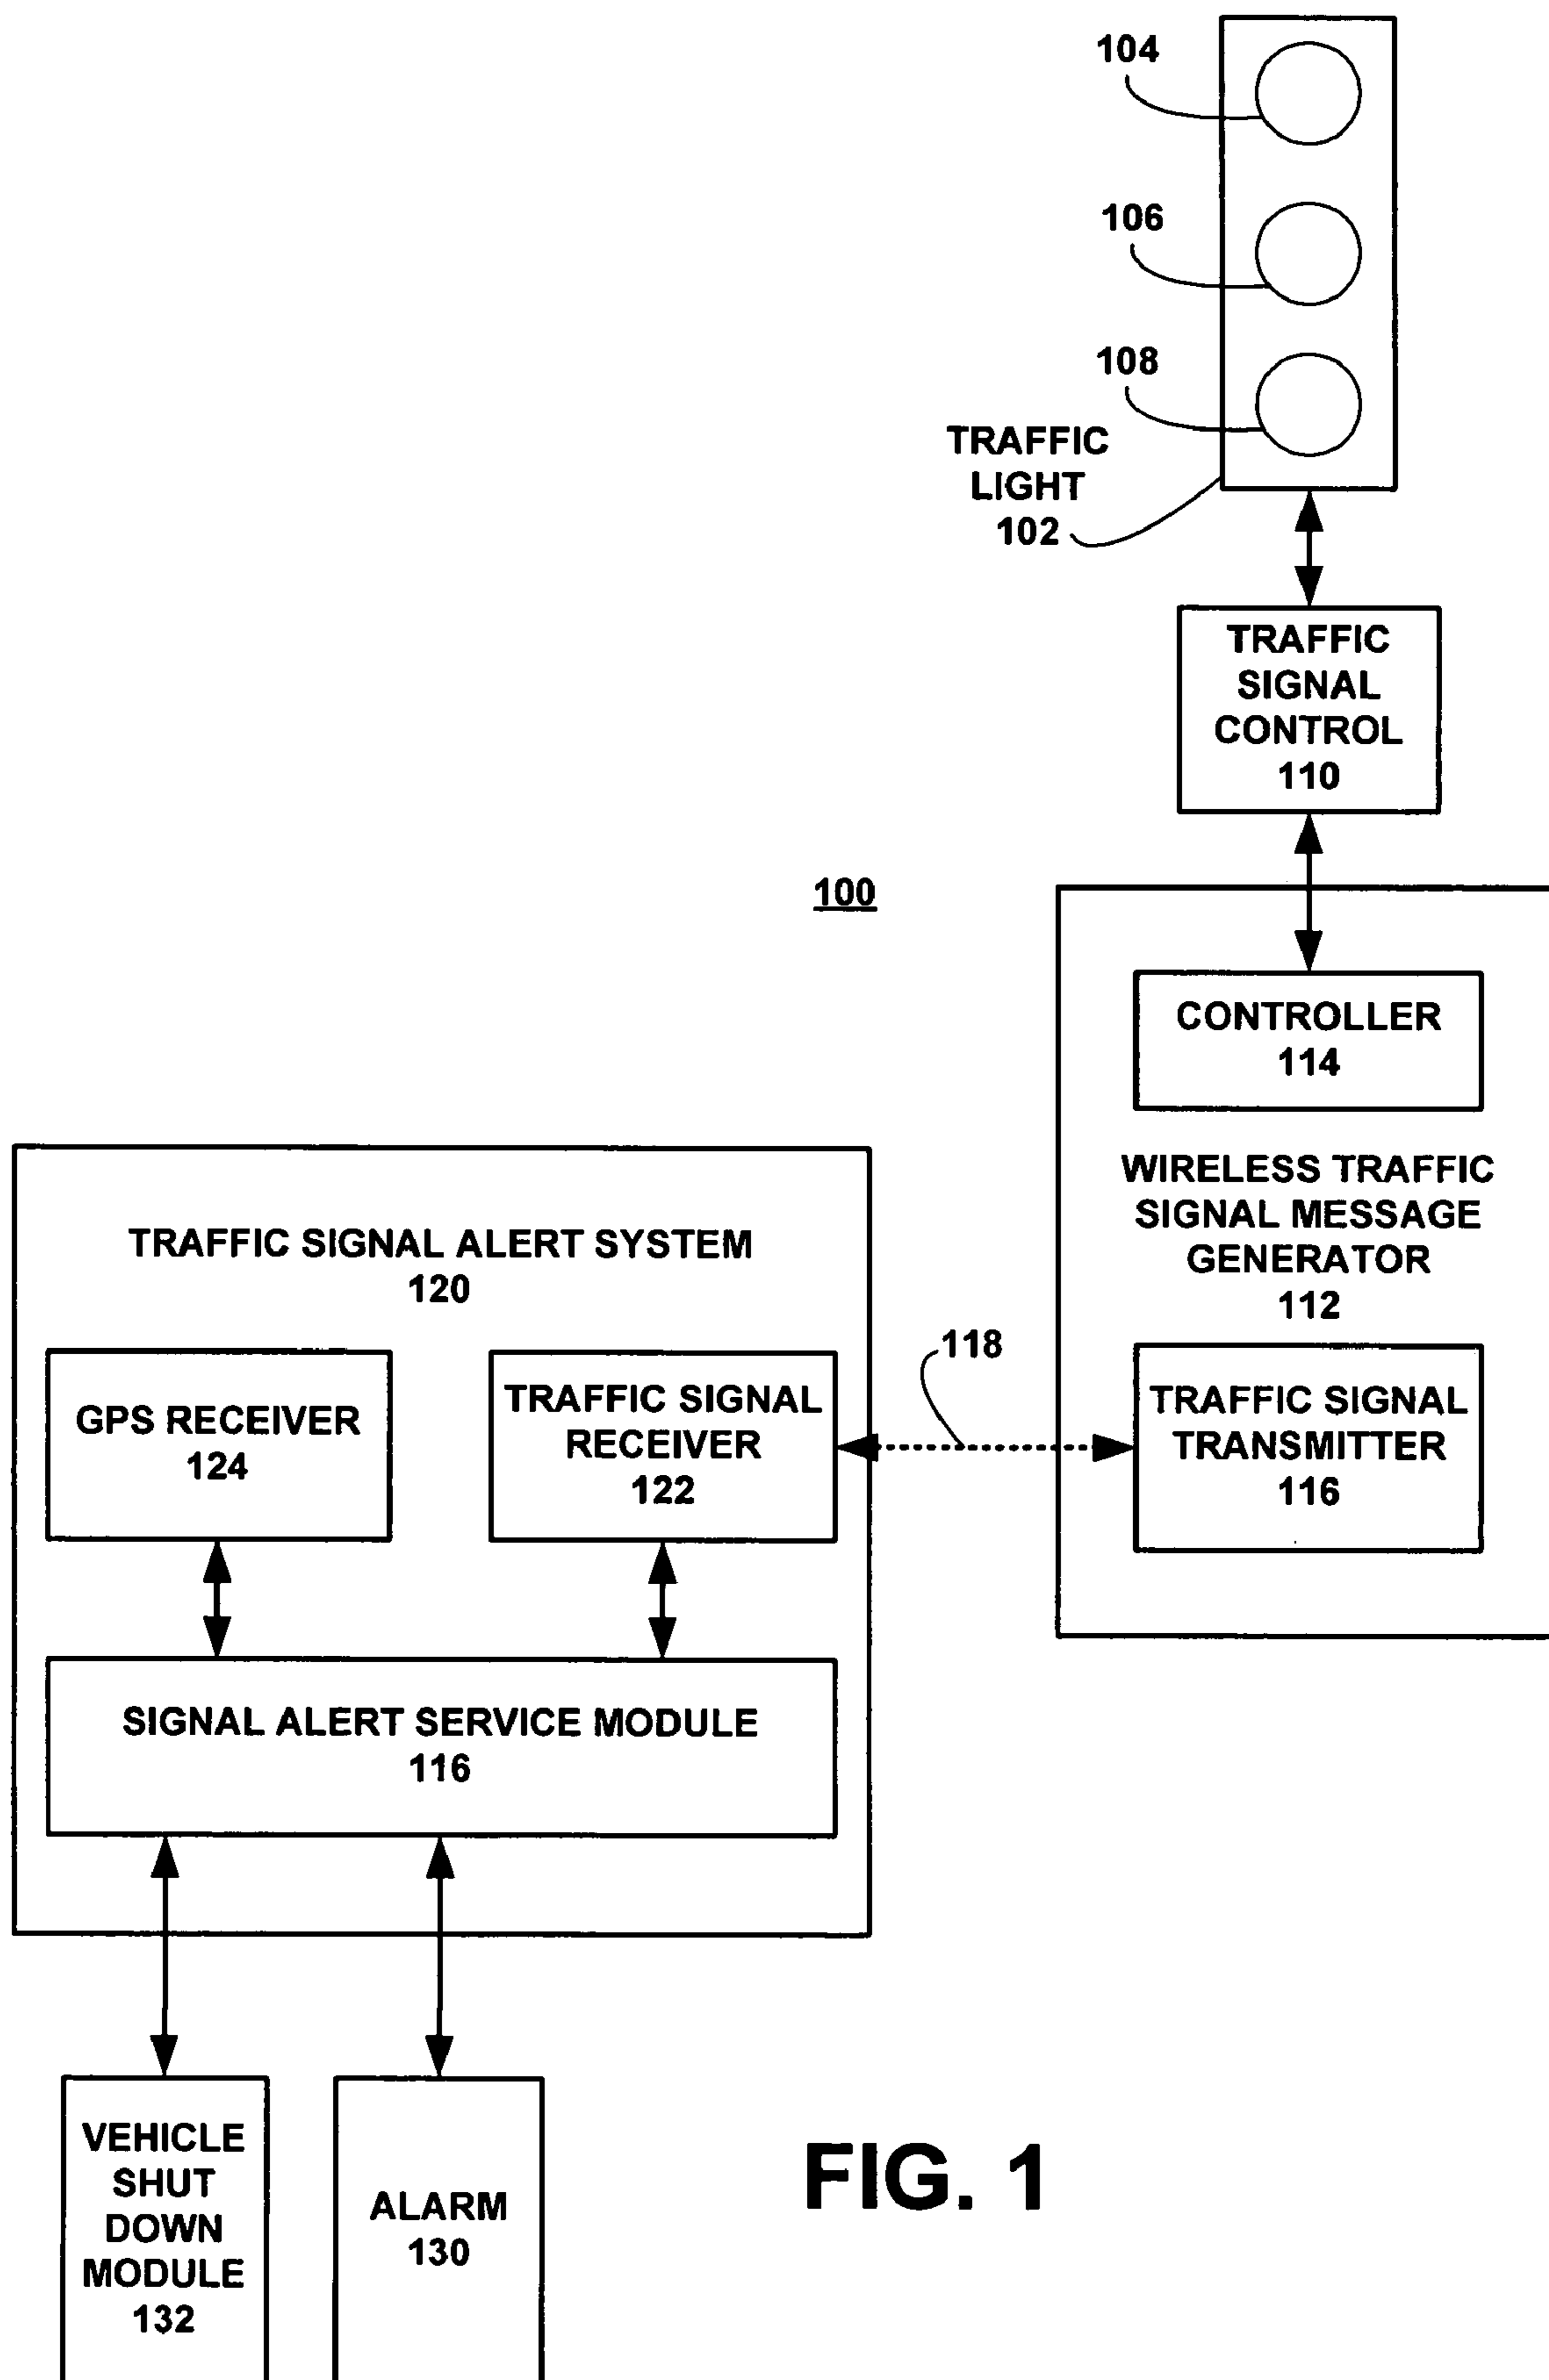 104
106
108
TRAFFIC
LIGHT
102
TRAFFIC
SIGNAL
CONTROL
110
100
CONTROLLER
114
WIRELESS TRAFFIC
SIGNAL MESSAGE
GENERATOR
112
TRAFFIC SIGNAL ALERT SYSTEM
120
118
GPS RECEIVER
124
TRAFFIC SIGNAL
RECEIVER
122
TRAFFIC SIGNAL
TRANSMITTER
116
SIGNAL ALERT SERVICE MODULE
116
VEHICLE
SHUT
DOWN
MODULE
132
ALARM
130
FIG. 1